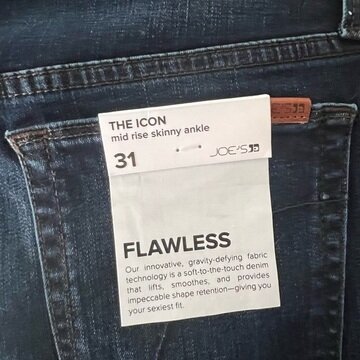 THE ICON
mid rise skinny ankle
31
JOE'S
FLAWLESS
Our innovative, gravity-defying fabric
technology is a soft-to-the-touch denim
that lifts, smoothes, and provides
impeccable shape retention—giving you
your sexiest fit.